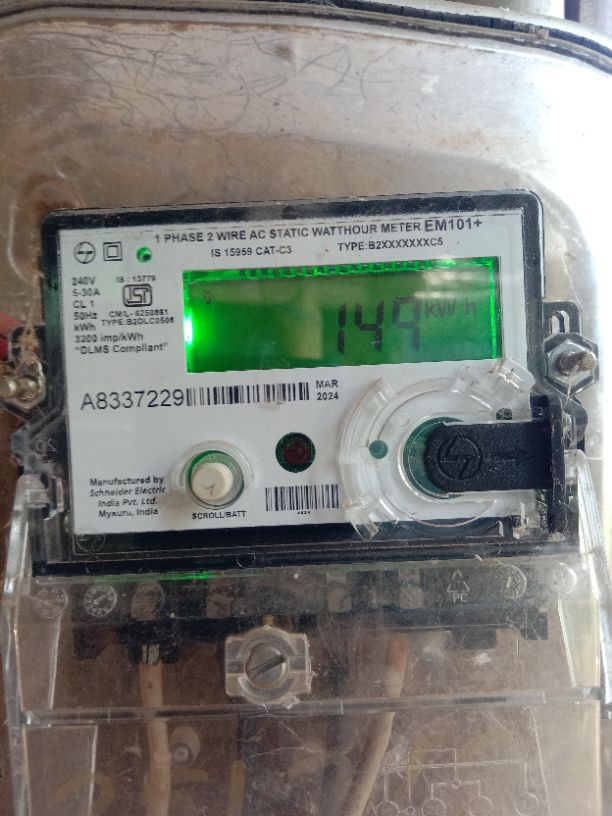 1 PHASE 2 WIRE AC STATIC WATTHOUR METER EM101+
IS 15959 CAT-C3 TYPE:B2XXXXXXXC5
240V
5-30A
CL 1
50Hz
kWh
3200 imp/kWh
"DLMS Compliant"
IS : 13779
CM/L- 6250861
TYPE:B2DLC0506
149 kWh
A8337229
MAR
2024
Manufactured by
Schneider Electric
India Pvt. Ltd.
Mysuru, India
SCROLL/BATT